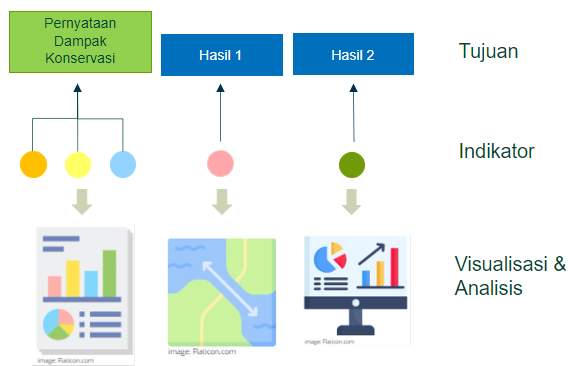 Pernyataan
Dampak
Konservasi
Hasil 1
Hasil 2
Tujuan
Indikator
Visualisasi &
Analisis
image: Flaticon.com
image: Flaticon.com
image: Flaticon.com